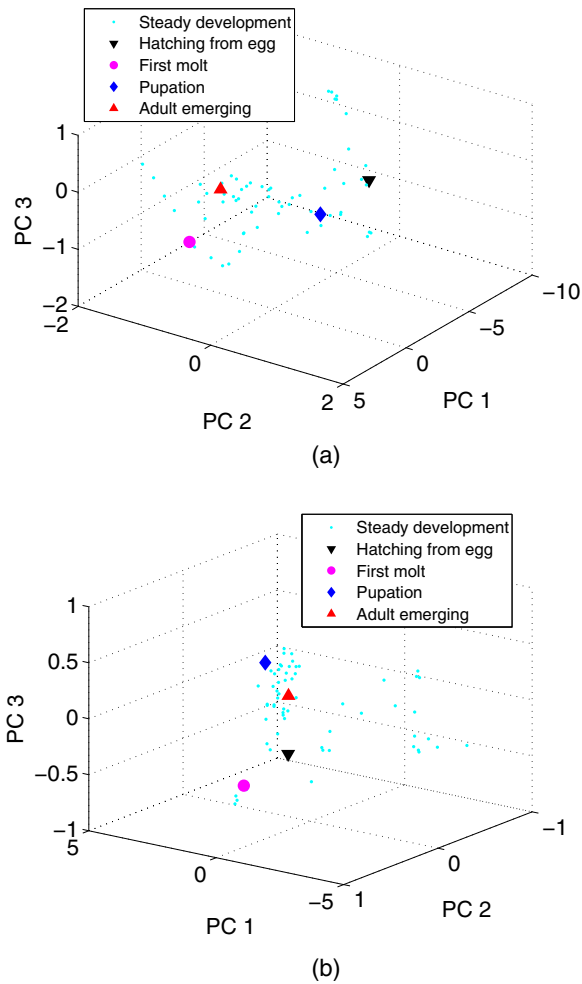 Steady development
Hatching from egg
First molt
Pupation
Adult emerging
1
0
−1
−2
PC 3
−2
0
2
PC 2
5
0
−5
−10
PC 1
(a)
Steady development
Hatching from egg
First molt
Pupation
Adult emerging
1
0.5
0
−0.5
−1
PC 3
5
0
−5
PC 1
1
0
−1
PC 2
(b)